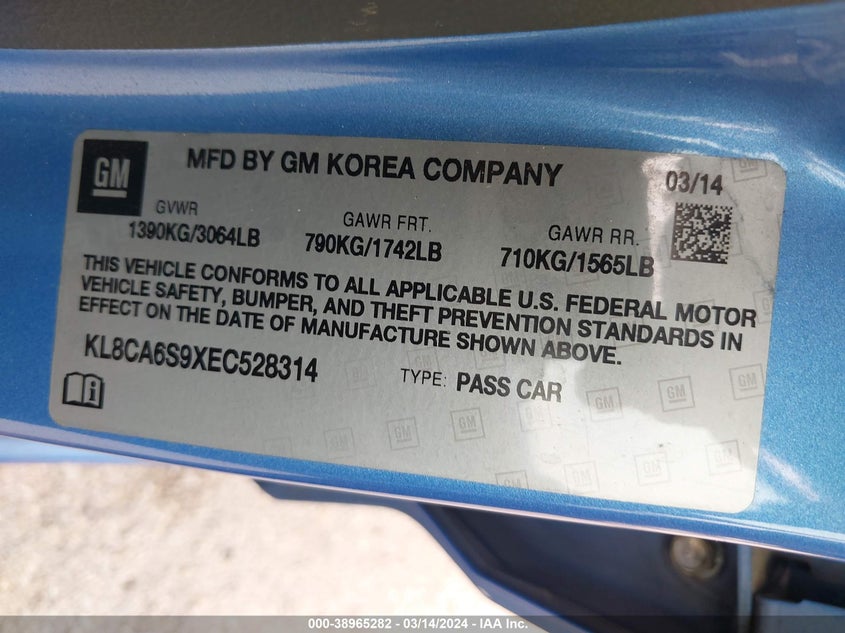 GM
MFD BY GM KOREA COMPANY
03/14
GVWR
1390KG/3064LB
GAWR FRT.
790KG/1742LB
GAWR RR.
710KG/1565LB
THIS VEHICLE CONFORMS TO ALL APPLICABLE U.S. FEDERAL MOTOR
VEHICLE SAFETY, BUMPER, AND THEFT PREVENTION STANDARDS IN
EFFECT ON THE DATE OF MANUFACTURE SHOWN ABOVE.
KL8CA6S9XEC528314
TYPE: PASS CAR
000-38965282 - 03/14/2024 - IAA Inc.